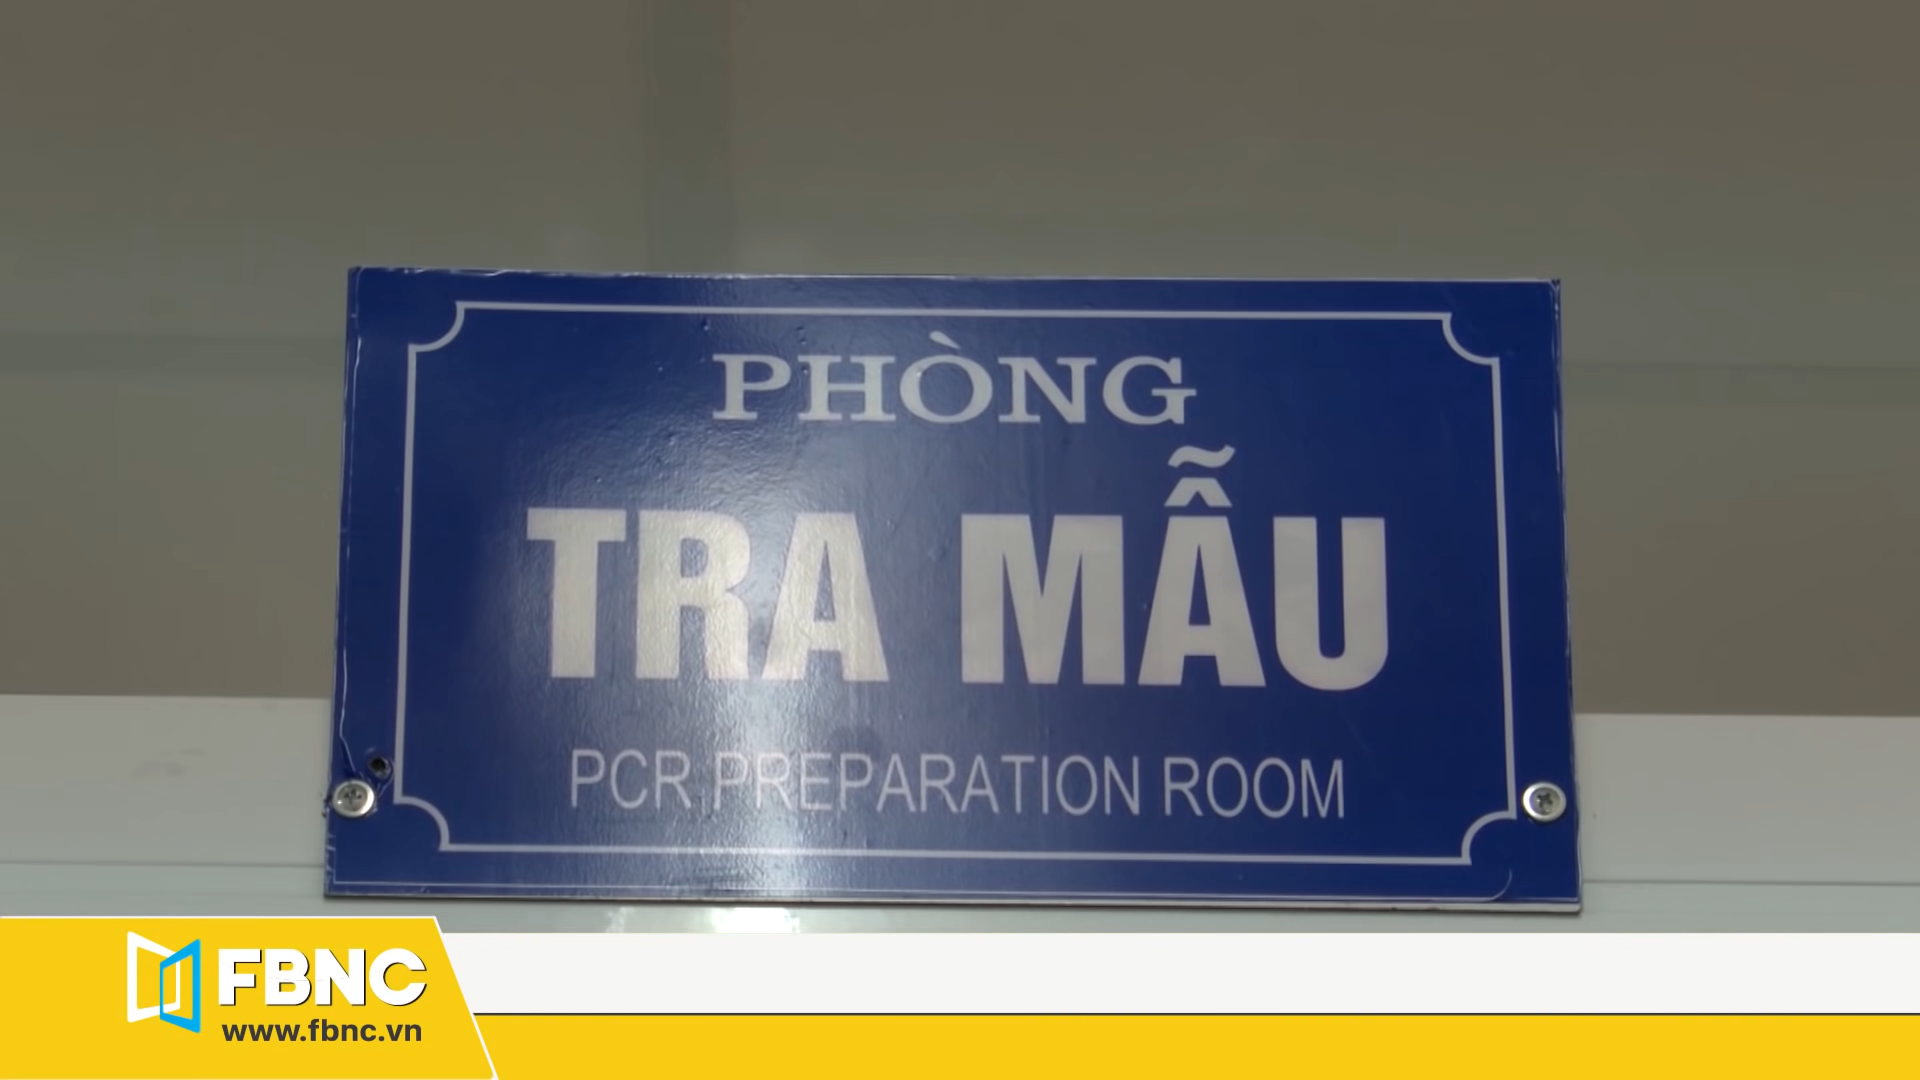 PHÒNG
TRA MẪU
PCR PREPARATION ROOM
FBNC
www.fbnc.vn